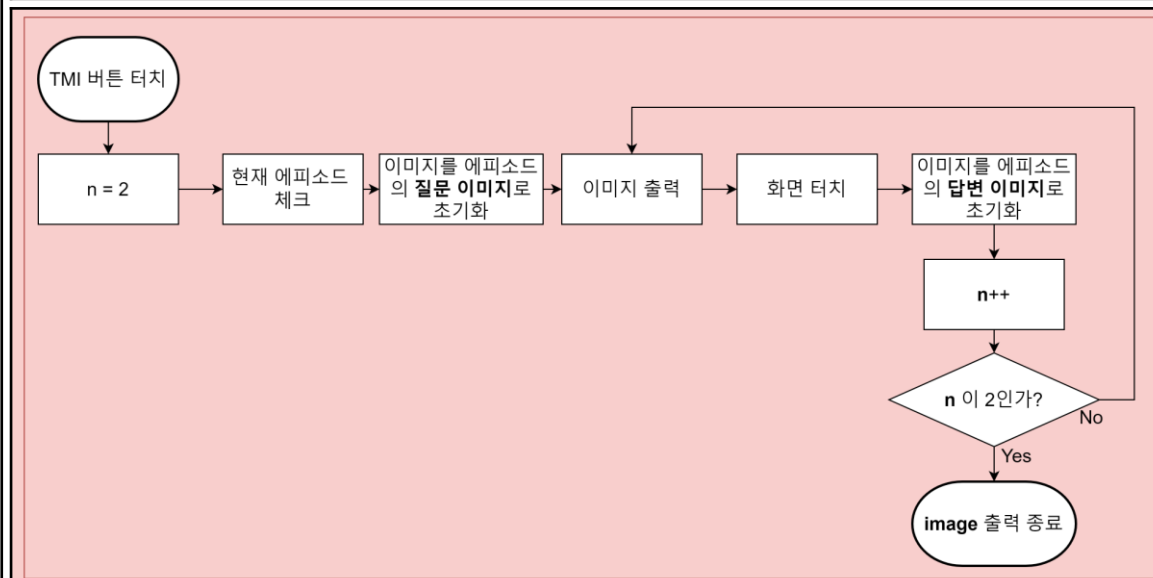 TMI 버튼 터치
n = 2
현재 에피소드
체크
이미지를 에피소드
의 질문 이미지로
초기화
이미지 출력
화면 터치
이미지를 에피소드
의 답변 이미지로
초기화
n++
n 이 2인가?
No
Yes
image 출력 종료